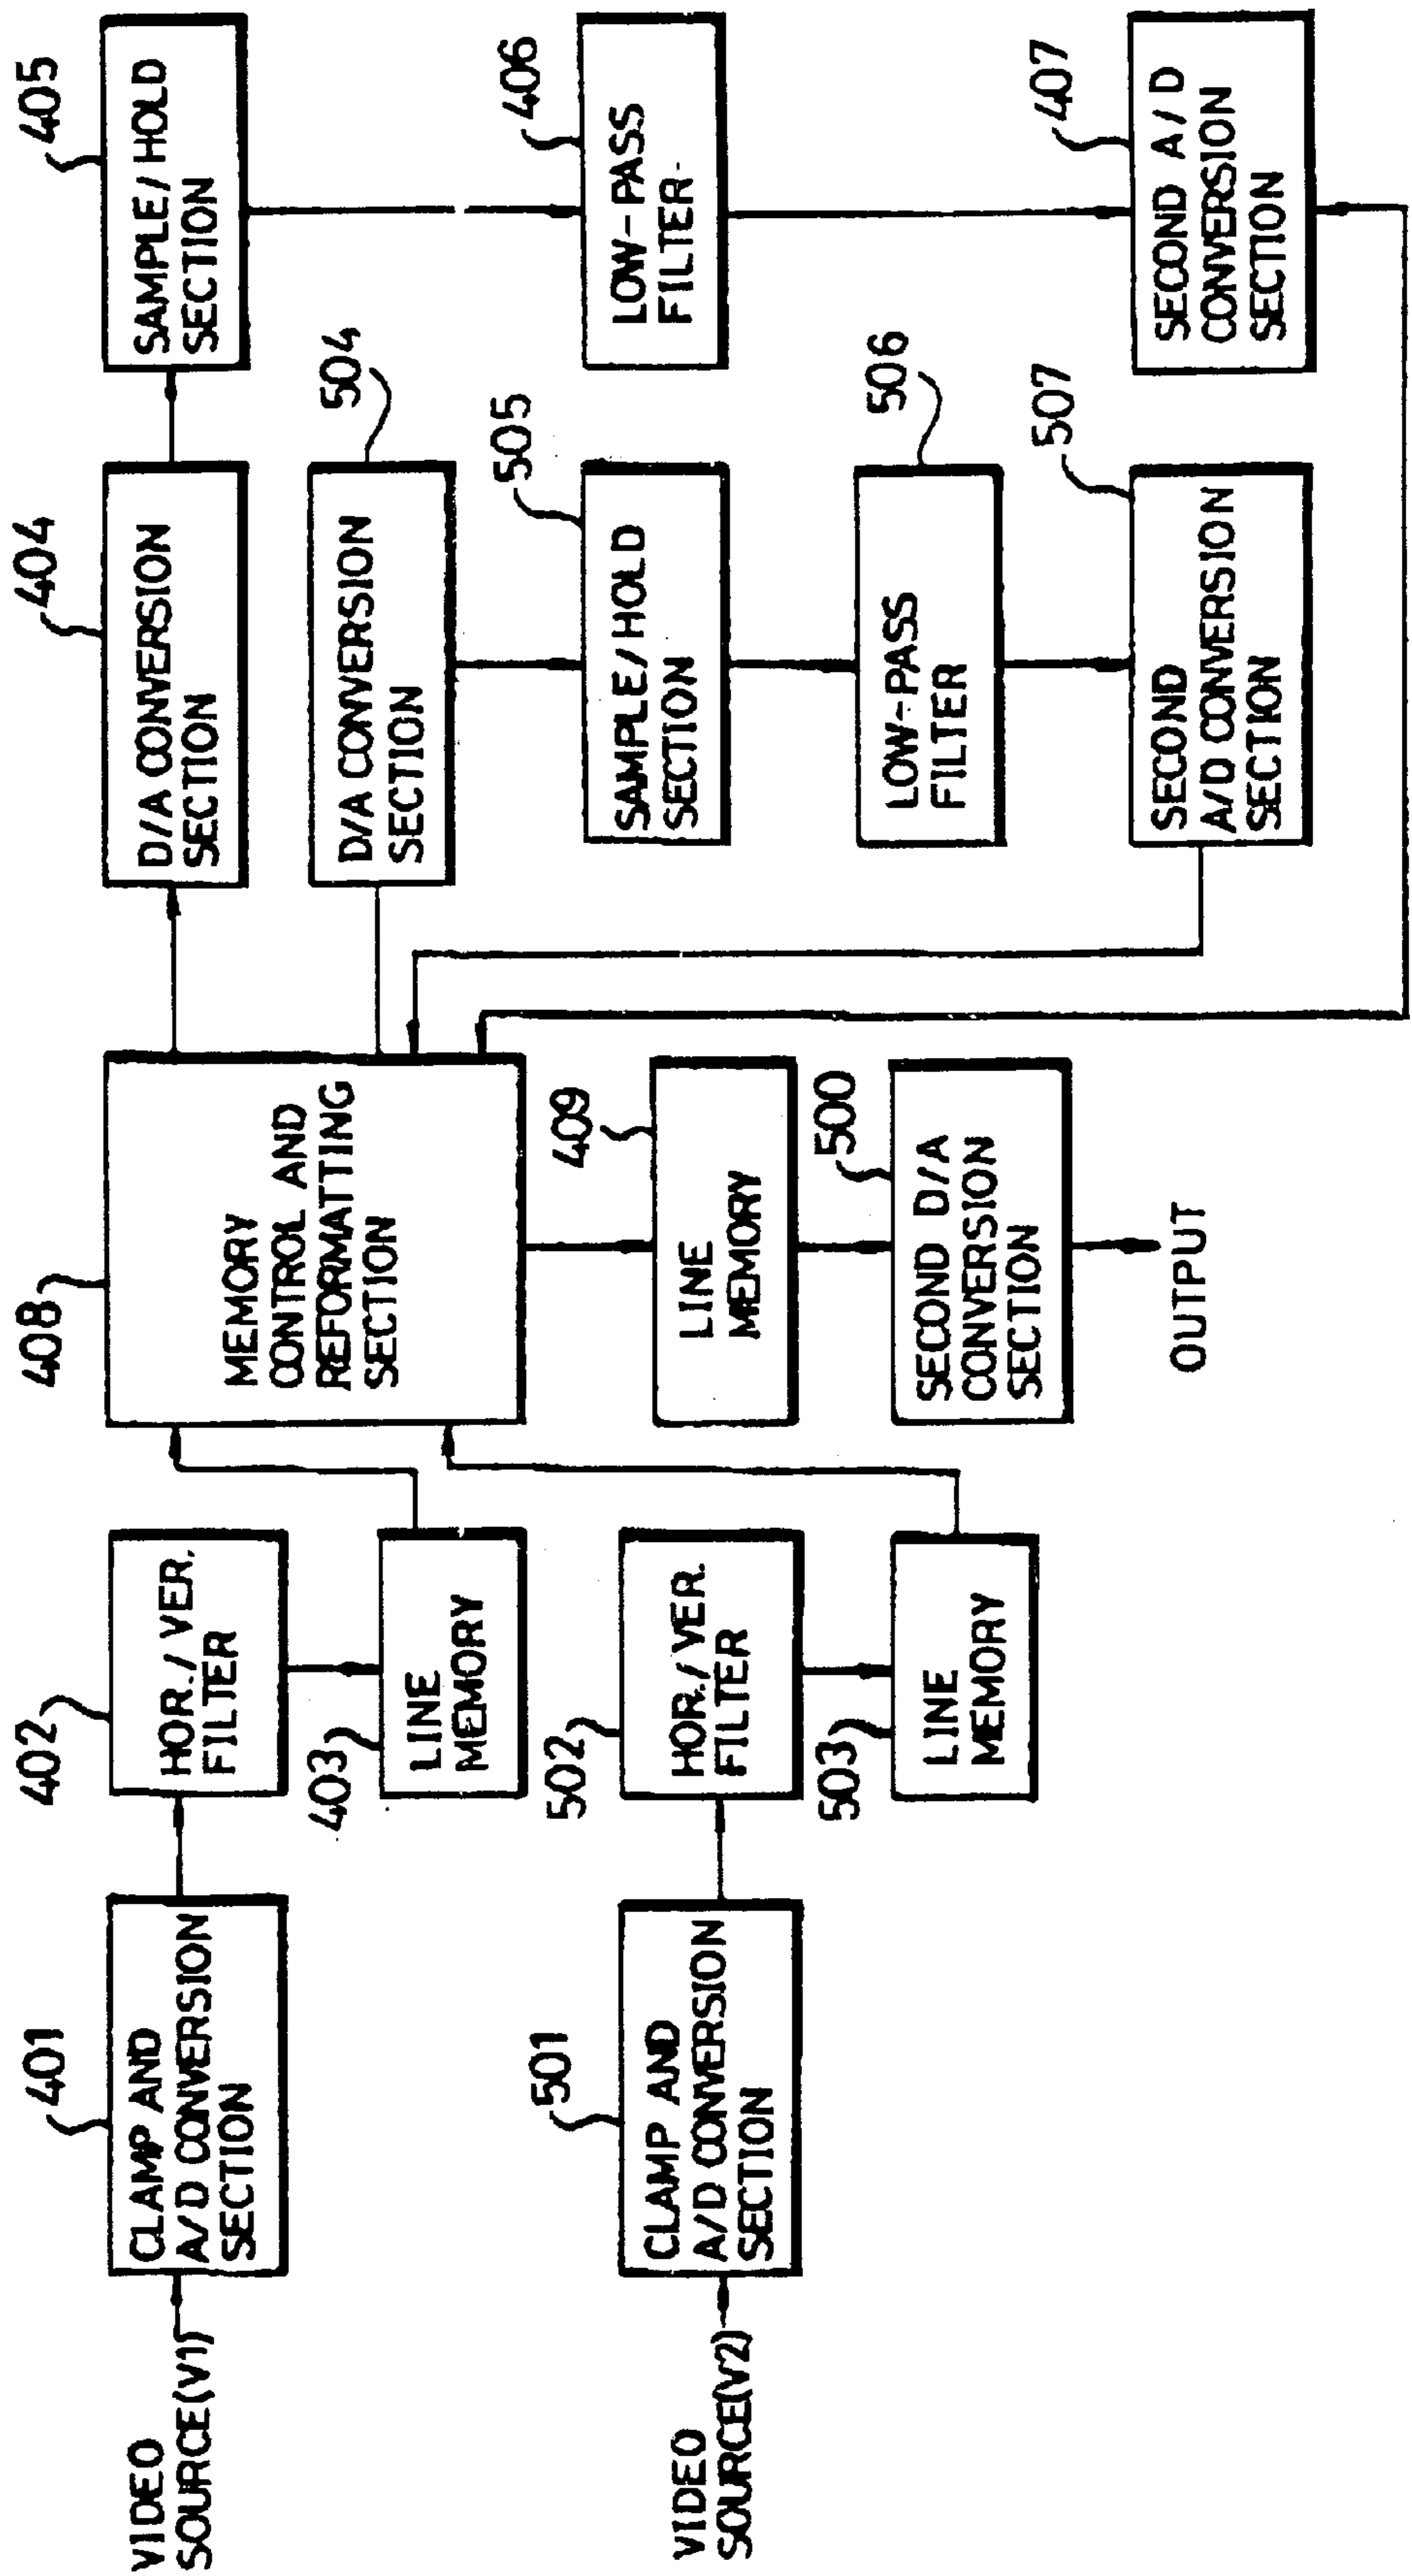 VIDEO
SOURCE(V1)
401
CLAMP AND
A/D CONVERSION
SECTION
402
HOR./VER.
FILTER
403
LINE
MEMORY
VIDEO
SOURCE(V2)
501
CLAMP AND
A/D CONVERSION
SECTION
502
HOR./VER.
FILTER
503
LINE
MEMORY
408
MEMORY
CONTROL AND
REFORMATTING
SECTION
409
LINE
MEMORY
500
SECOND D/A
CONVERSION
SECTION
OUTPUT
404
D/A CONVERSION
SECTION
504
D/A CONVERSION
SECTION
505
SAMPLE/HOLD
SECTION
506
LOW-PASS
FILTER
507
SECOND
A/D CONVERSION
SECTION
405
SAMPLE/HOLD
SECTION
406
LOW-PASS
FILTER
407
SECOND A/D
CONVERSION
SECTION